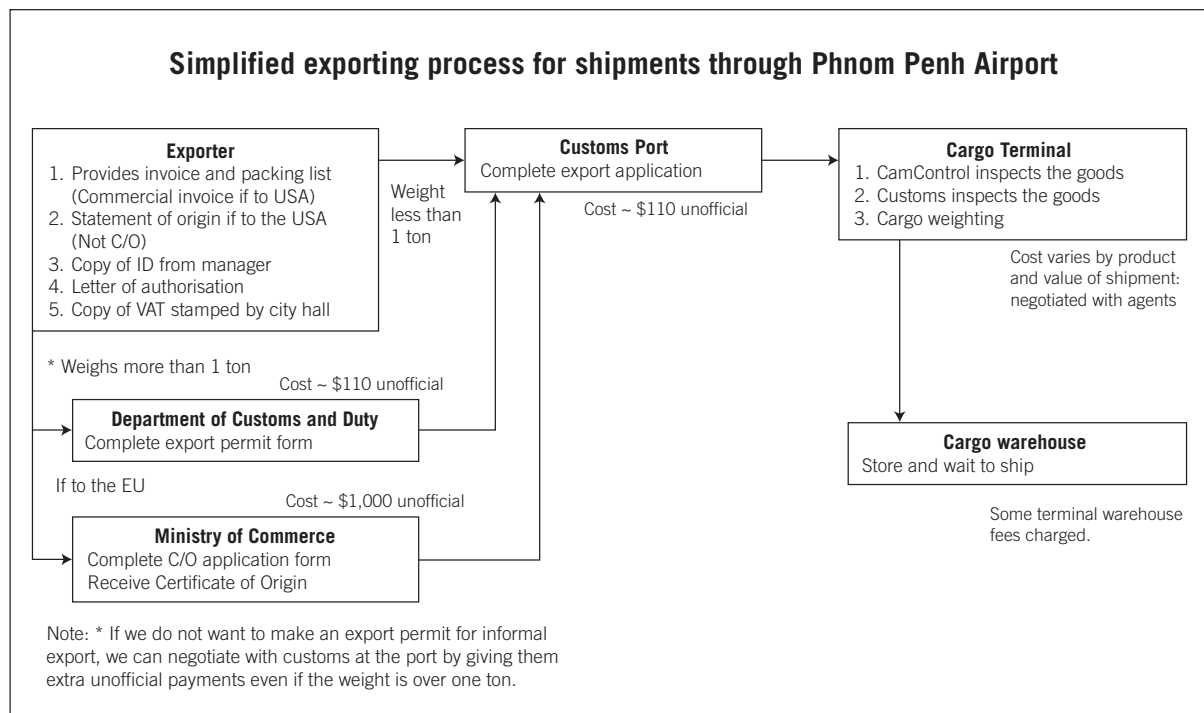 Simplified exporting process for shipments through Phnom Penh Airport
Exporter
1. Provides invoice and packing list
(Commercial invoice if to USA)
2. Statement of origin if to the USA
(Not C/O)
3. Copy of ID from manager
4. Letter of authorisation
5. Copy of VAT stamped by city hall
Weight
less than
1 ton
Customs Port
Complete export application
Cost ~ $110 unofficial
Cargo Terminal
1. CamControl inspects the goods
2. Customs inspects the goods
3. Cargo weighting
Cost varies by product
and value of shipment:
negotiated with agents
* Weighs more than 1 ton
Cost ~ $110 unofficial
Department of Customs and Duty
Complete export permit form
If to the EU
Cost ~ $1,000 unofficial
Ministry of Commerce
Complete C/O application form
Receive Certificate of Origin
Cargo warehouse
Store and wait to ship
Some terminal warehouse
fees charged.
Note: * If we do not want to make an export permit for informal
export, we can negotiate with customs at the port by giving them
extra unofficial payments even if the weight is over one ton.